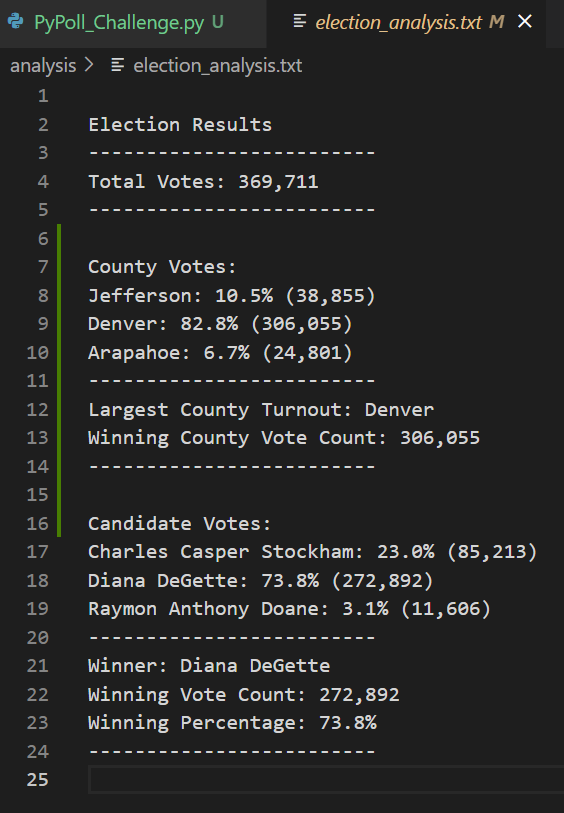 PyPoll_Challenge.py U election_analysis.txt M
analysis > election_analysis.txt
1
2 Election Results
3 -------------------------
4 Total Votes: 369,711
5 -------------------------
6
7 County Votes:
8 Jefferson: 10.5% (38,855)
9 Denver: 82.8% (306,055)
10 Arapahoe: 6.7% (24,801)
11 -------------------------
12 Largest County Turnout: Denver
13 Winning County Vote Count: 306,055
14 -------------------------
15
16 Candidate Votes:
17 Charles Casper Stockham: 23.0% (85,213)
18 Diana DeGette: 73.8% (272,892)
19 Raymon Anthony Doane: 3.1% (11,606)
20 -------------------------
21 Winner: Diana DeGette
22 Winning Vote Count: 272,892
23 Winning Percentage: 73.8%
24 -------------------------
25